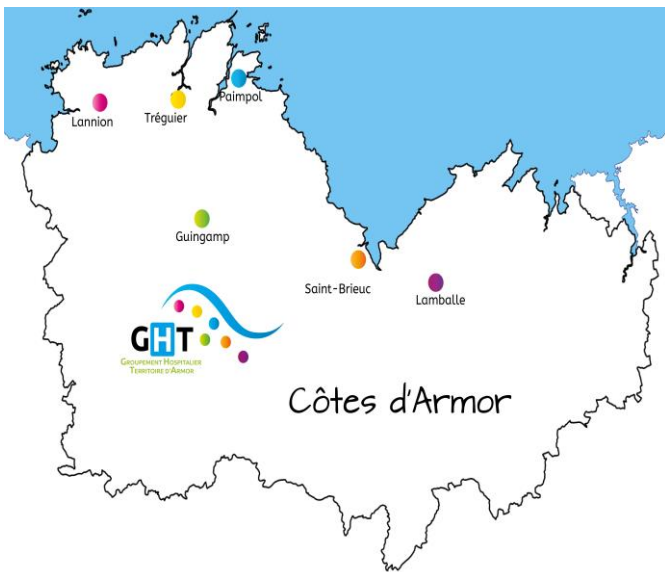 Paimpol
Lannion
Tréguier
Guingamp
Saint-Brieuc
Lamballe
GHT
Groupement Hospitalier
Territoire d'Armor
Côtes d'Armor